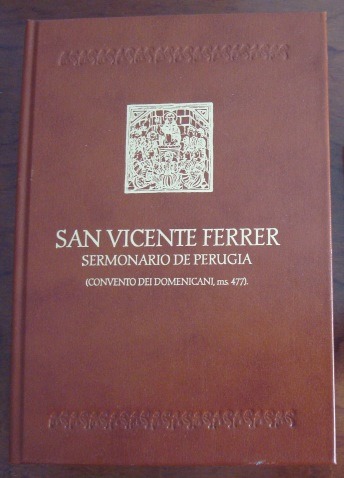 SAN VICENTE FERRER
SERMONARIO DE PERUGIA
(CONVENTO DEI DOMENICANI, ms. 477).